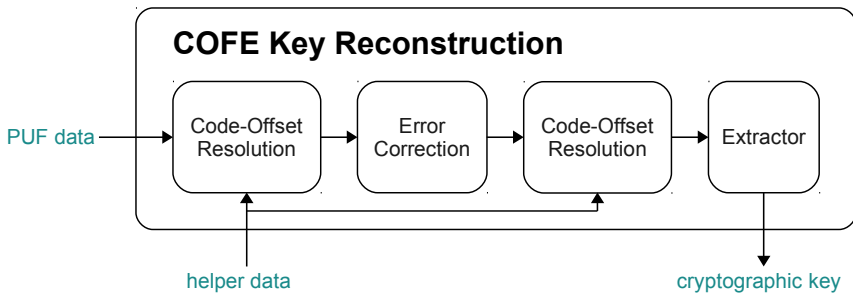 COFE Key Reconstruction
PUF data
Code-Offset
Resolution
Error
Correction
Code-Offset
Resolution
Extractor
helper data
cryptographic key